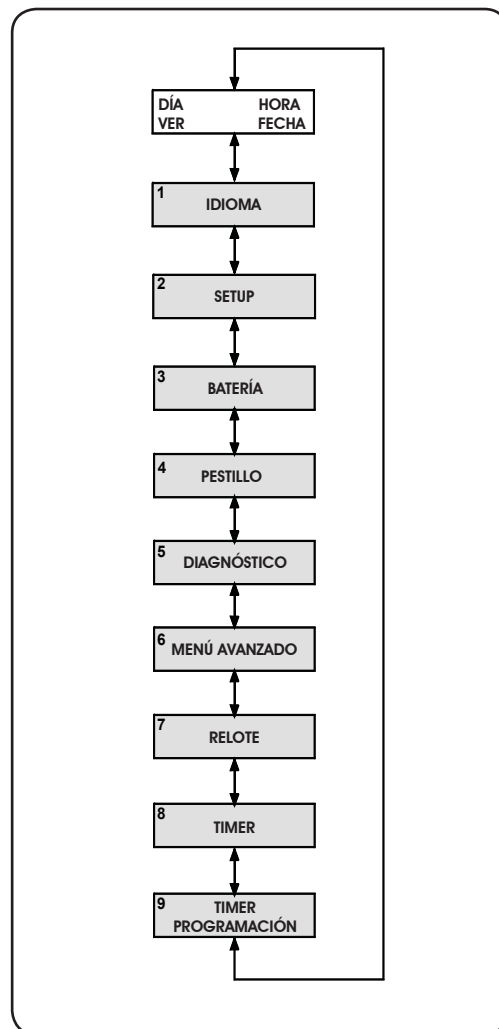 DÍA HORA
VER FECHA
1
IDIOMA
2
SETUP
3
BATERÍA
4
PESTILLO
5
DIAGNÓSTICO
6
MENÚ AVANZADO
7
RELOTE
8
TIMER
9
TIMER
PROGRAMACIÓN